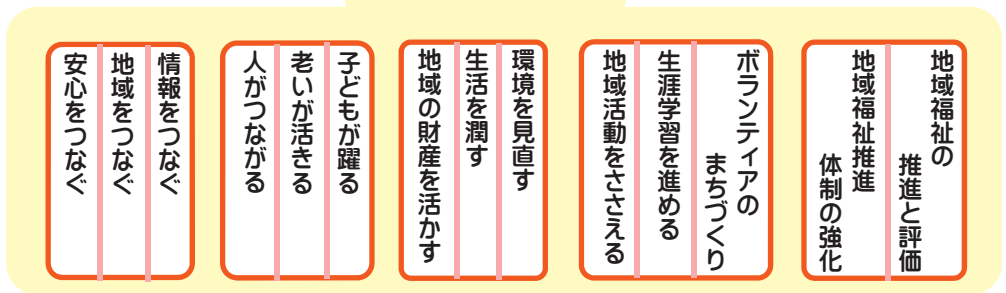 地域福祉の
推進と評価
地域福祉推進
体制の強化
ボランティアの
まちづくり
生涯学習を進める
地域活動をささえる
環境を見直す
生活を潤す
地域の財産を活かす
子どもが躍る
老いが活きる
人がつながる
情報をつなぐ
地域をつなぐ
安心をつなぐ